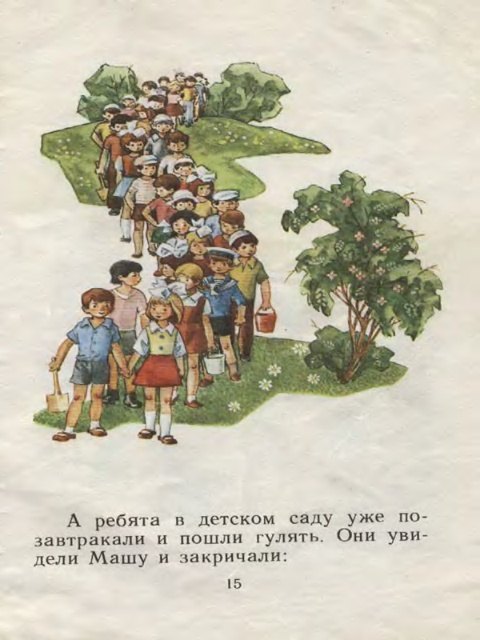 А ребята в детском саду уже по-
завтракали и пошли гулять. Они уви-
дели Машу и закричали:
15